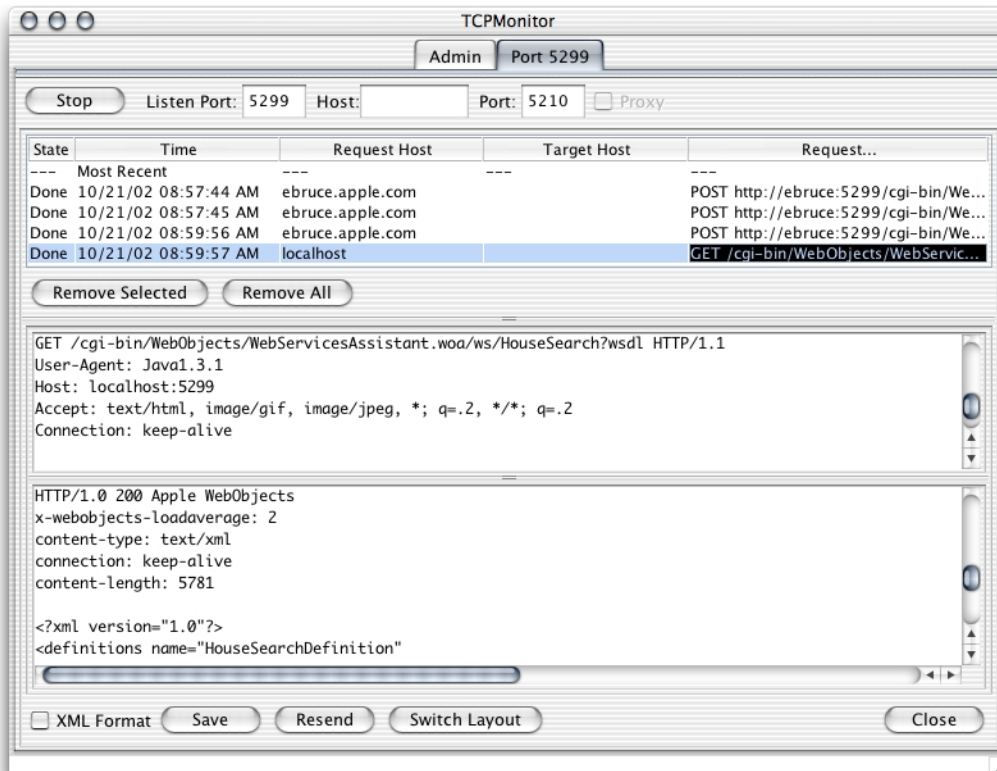 TCPMonitor
Admin Port 5299
Stop Listen Port: 5299 Host: Port: 5210 Proxy
State Time Request Host Target Host Request...
--- Most Recent --- --- ---
Done 10/21/02 08:57:44 AM ebruce.apple.com POST http://ebruce:5299/cgi-bin/We...
Done 10/21/02 08:57:45 AM ebruce.apple.com POST http://ebruce:5299/cgi-bin/We...
Done 10/21/02 08:59:56 AM ebruce.apple.com POST http://ebruce:5299/cgi-bin/We...
Done 10/21/02 08:59:57 AM localhost GET /cgi-bin/WebObjects/WebServic...
Remove Selected Remove All
GET /cgi-bin/WebObjects/WebServicesAssistant.woa/ws/HouseSearch?wsdl HTTP/1.1
User-Agent: Java1.3.1
Host: localhost:5299
Accept: text/html, image/gif, image/jpeg, *; q=.2, */*; q=.2
Connection: keep-alive
HTTP/1.0 200 Apple WebObjects
x-webobjects-loadaverage: 2
content-type: text/xml
connection: keep-alive
content-length: 5781
<?xml version="1.0"?>
<definitions name="HouseSearchDefinition"
XML Format Save Resend Switch Layout Close